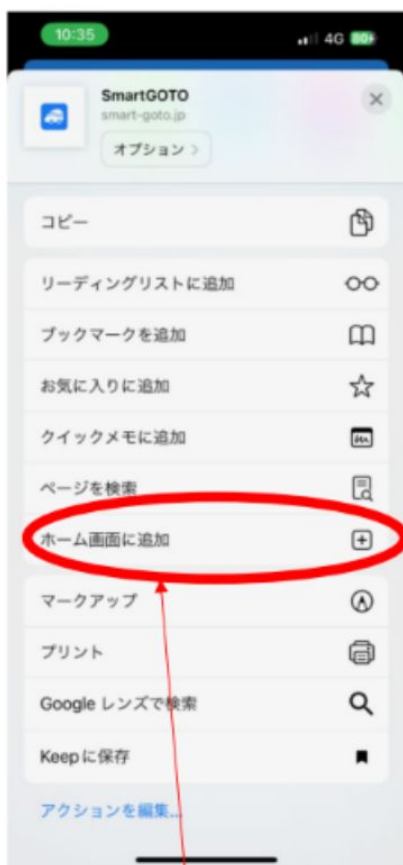 10:35
4G 80
SmartGOTO
smart-goto.jp
オプション >
コピー
リーディングリストに追加
ブックマークを追加
お気に入りに追加
クイックメモに追加
ページを検索
ホーム画面に追加
マークアップ
プリント
Google レンズで検索
Keepに保存
アクションを編集...